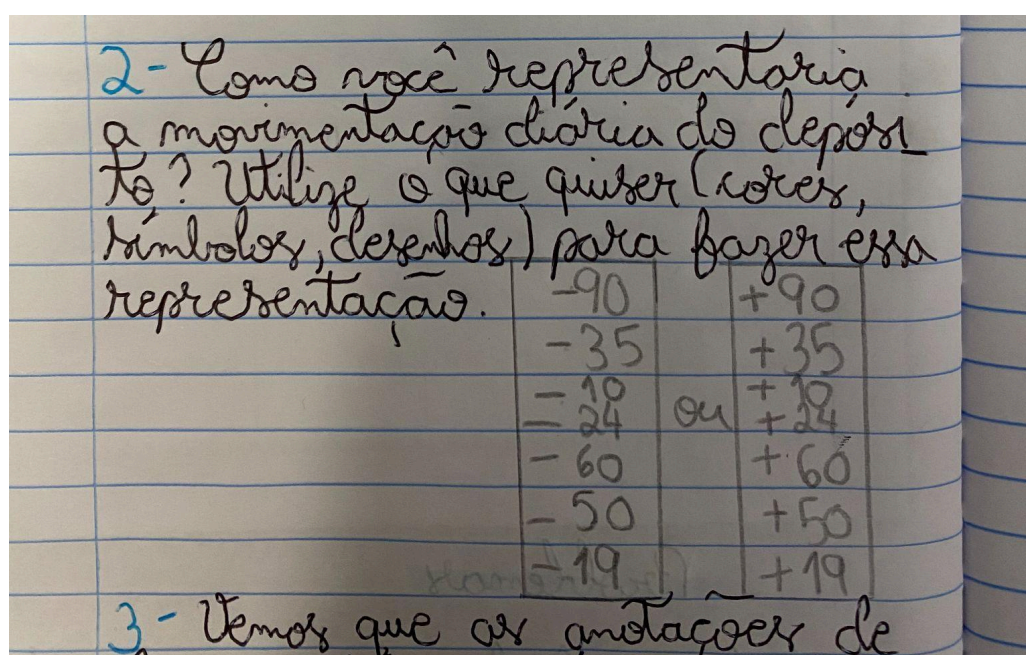 2- Como você representaria
a movimentação diária do depósi
to? Utilize o que quiser (cores,
símbolos, desenhos) para fazer essa
representação.
-90 +90
-35 +35
-10 +10
ou
-24 +24
-60 +60
-50 +50
-19 +19
3- Vemos que as anotações de